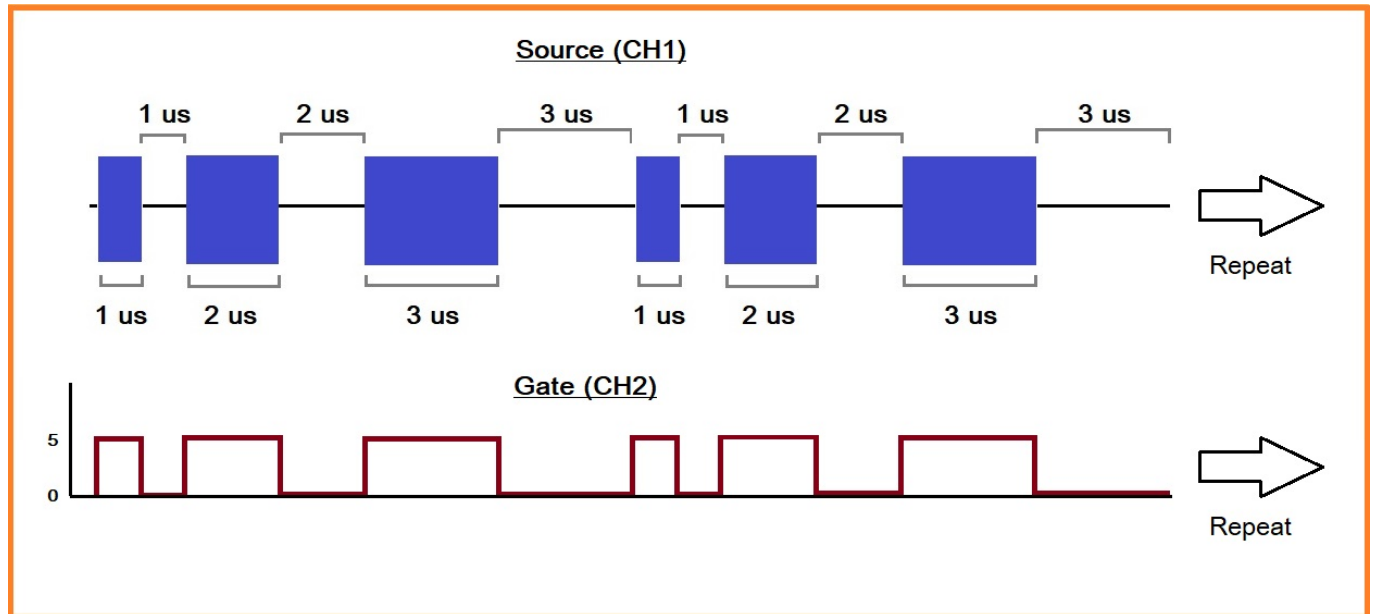 Source (CH1)
1 us 2 us 3 us 1 us 2 us 3 us
Repeat
1 us 2 us 3 us 1 us 2 us 3 us
Gate (CH2)
5
0
Repeat